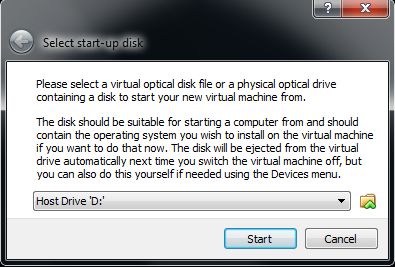 Select start-up disk
Please select a virtual optical disk file or a physical optical drive
containing a disk to start your new virtual machine from.
The disk should be suitable for starting a computer from and should
contain the operating system you wish to install on the virtual machine
if you want to do that now. The disk will be ejected from the virtual
drive automatically next time you switch the virtual machine off, but
you can also do this yourself if needed using the Devices menu.
Host Drive 'D:'
Start Cancel